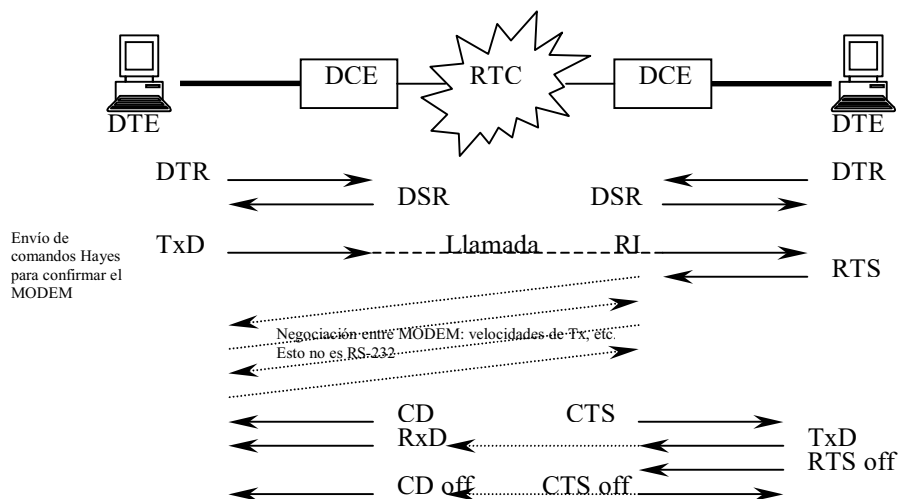 DCE RTC DCE
DTE DTE
DTR DTR
DSR DSR
Envío de
comandos Hayes
para confirmar el
MODEM
TxD Llamada RI
RTS
Negociación entre MODEM: velocidades de Tx, etc.
Esto no es RS-232
CD CTS
RxD TxD
RTS off
CD off CTS off